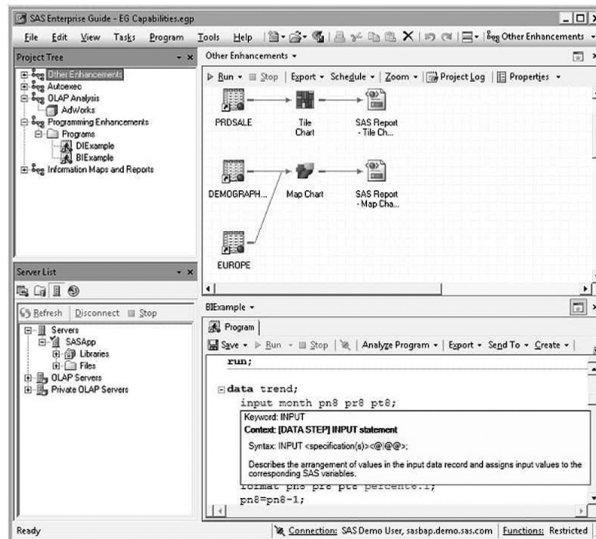 SAS Enterprise Guide - EG Capabilities.egp
File Edit View Tasks Program Tools Help Other Enhancements
Project Tree
Other Enhancements
Autoexec
OLAP Analysis
AdWorks
Programming Enhancements
Programs
DIExample
BIExample
Information Maps and Reports
Other Enhancements
Run Stop Export Schedule Zoom Project Log Properties
PRDSALE
Tile
Chart
SAS Report
- Tile Ch...
DEMOGRAPH...
Map Chart
SAS Report
- Map Cha...
EUROPE
Server List
Refresh Disconnect Stop
Servers
SASApp
Libraries
Files
OLAP Servers
Private OLAP Servers
BIExample
Program
Save Run Stop Analyze Program Export Send To Create
run;
data trend;
input month pn8 pr8 pt8;
Keyword: INPUT
Context: [DATA STEP] INPUT statement
Syntax: INPUT <specification(s)><@|@@>;
Describes the arrangement of values in the input data record and assigns input values to the
corresponding SAS variables.
format pn8 pr8 pt8 percent6.1;
pn8=pn8-1;
Ready
Connection: SAS Demo User, sasbap.demo.sas.com Functions: Restricted